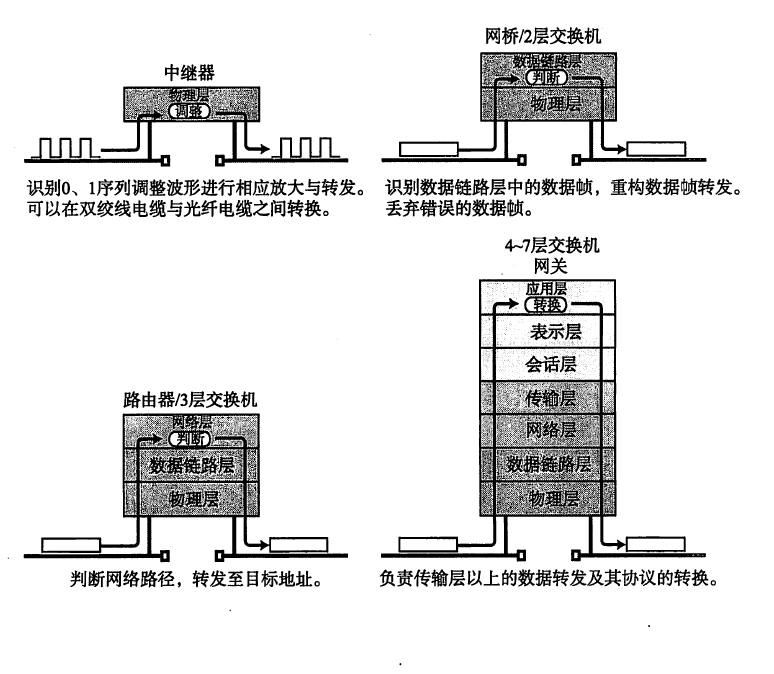 中继器
物理层
调整
识别0、1序列调整波形进行相应放大与转发。
可以在双绞线电缆与光纤电缆之间转换。
网桥/2层交换机
数据链路层
判断
物理层
识别数据链路层中的数据帧，重构数据帧转发。
丢弃错误的数据帧。
路由器/3层交换机
网络层
判断
数据链路层
物理层
判断网络路径，转发至目标地址。
4~7层交换机
网关
应用层
转换
表示层
会话层
传输层
网络层
数据链路层
物理层
负责传输层以上的数据转发及其协议的转换。